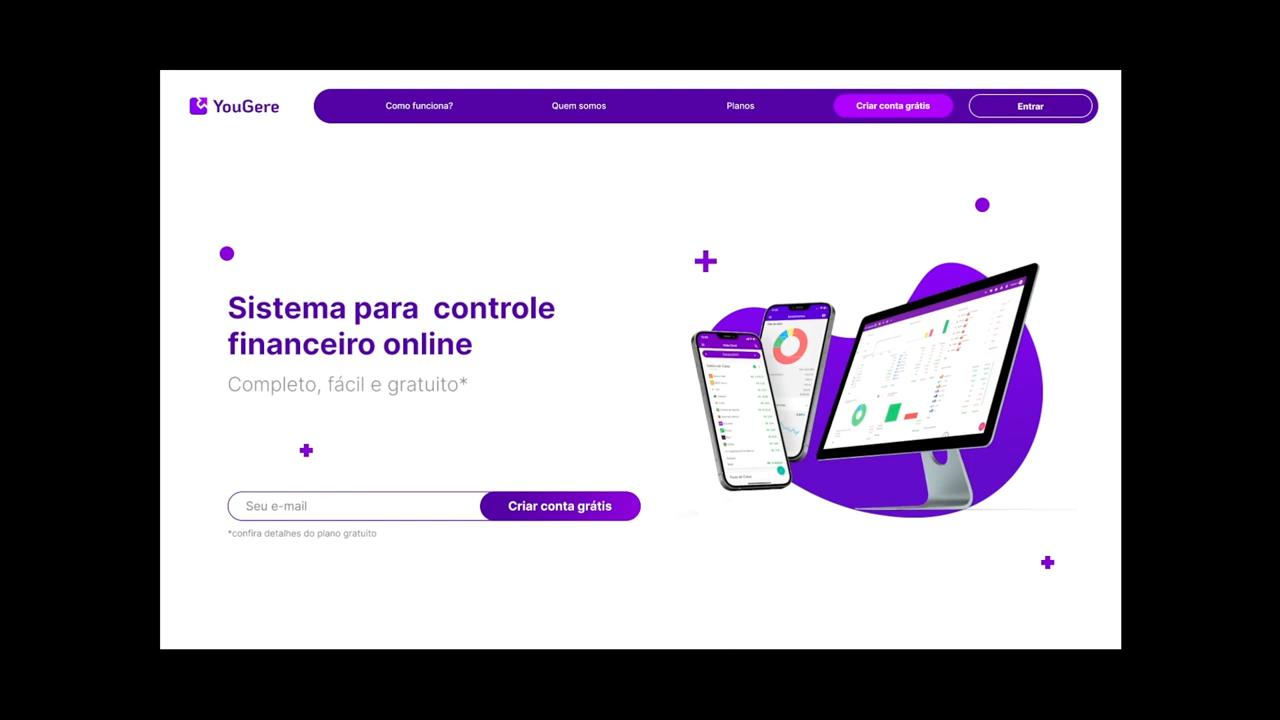 YouGere
Como funciona?
Quem somos
Planos
Criar conta grátis
Entrar
Sistema para controle
financeiro online
Completo, fácil e gratuito*
Seu e-mail
Criar conta grátis
*confira detalhes do plano gratuito